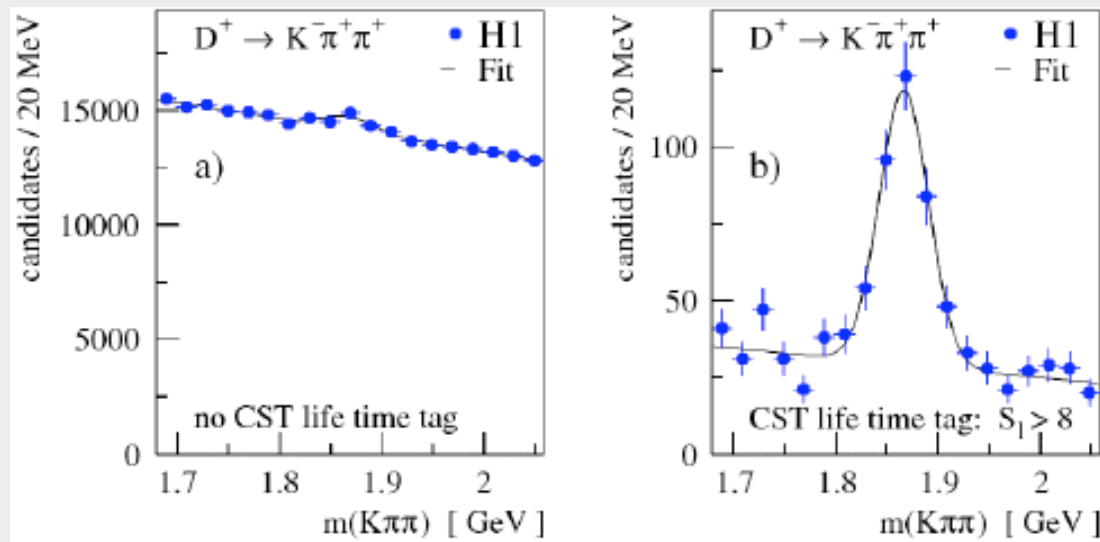 D⁺ → K⁻π⁺π⁺
H1
Fit
candidates / 20 MeV
15000
10000
5000
0
a)
no CST life time tag
1.7 1.8 1.9 2
m(Kππ) [ GeV ]
D⁺ → K⁻π⁺π⁺
H1
Fit
candidates / 20 MeV
100
50
0
b)
CST life time tag: S_l > 8
1.7 1.8 1.9 2
m(Kππ) [ GeV ]